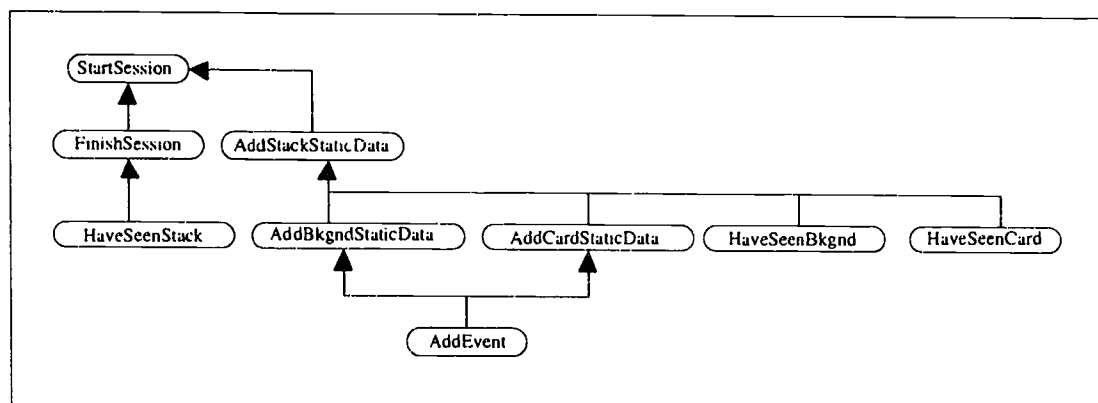 StartSession
FinishSession
AddStackStaticData
HaveSeenStack
AddBkgndStaticData
AddCardStaticData
HaveSeenBkgnd
HaveSeenCard
AddEvent